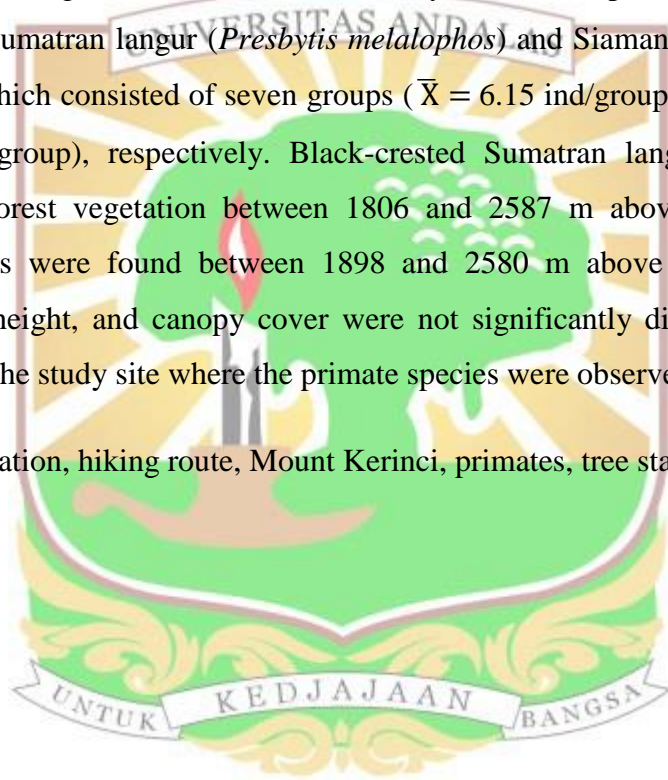 UNIVERSITAS ANDALAS
umatran langur (Presbytis melalophos) and Siaman
hich consisted of seven groups ( X̄ = 6.15 ind/group
group), respectively. Black-crested Sumatran lang
orest vegetation between 1806 and 2587 m abov
s were found between 1898 and 2580 m above
height, and canopy cover were not significantly di
he study site where the primate species were observe
ation, hiking route, Mount Kerinci, primates, tree sta
UNTUK KEDJAJAAN BANGSA